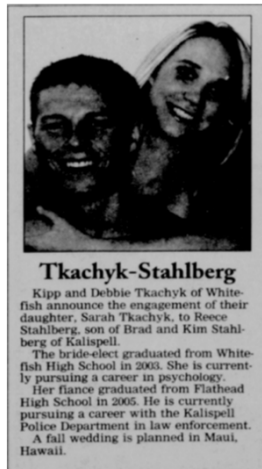 Tkachyk-Stahlberg
Kipp and Debbie Tkachyk of White-
fish announce the engagement of their
daughter, Sarah Tkachyk, to Reece
Stahlberg, son of Brad and Kim Stahl-
berg of Kalispell.
The bride-elect graduated from White-
fish High School in 2003. She is current-
ly pursuing a career in psychology.
Her fiance graduated from Flathead
High School in 2005. He is currently
pursuing a career with the Kalispell
Police Department in law enforcement.
A fall wedding is planned in Maui,
Hawaii.